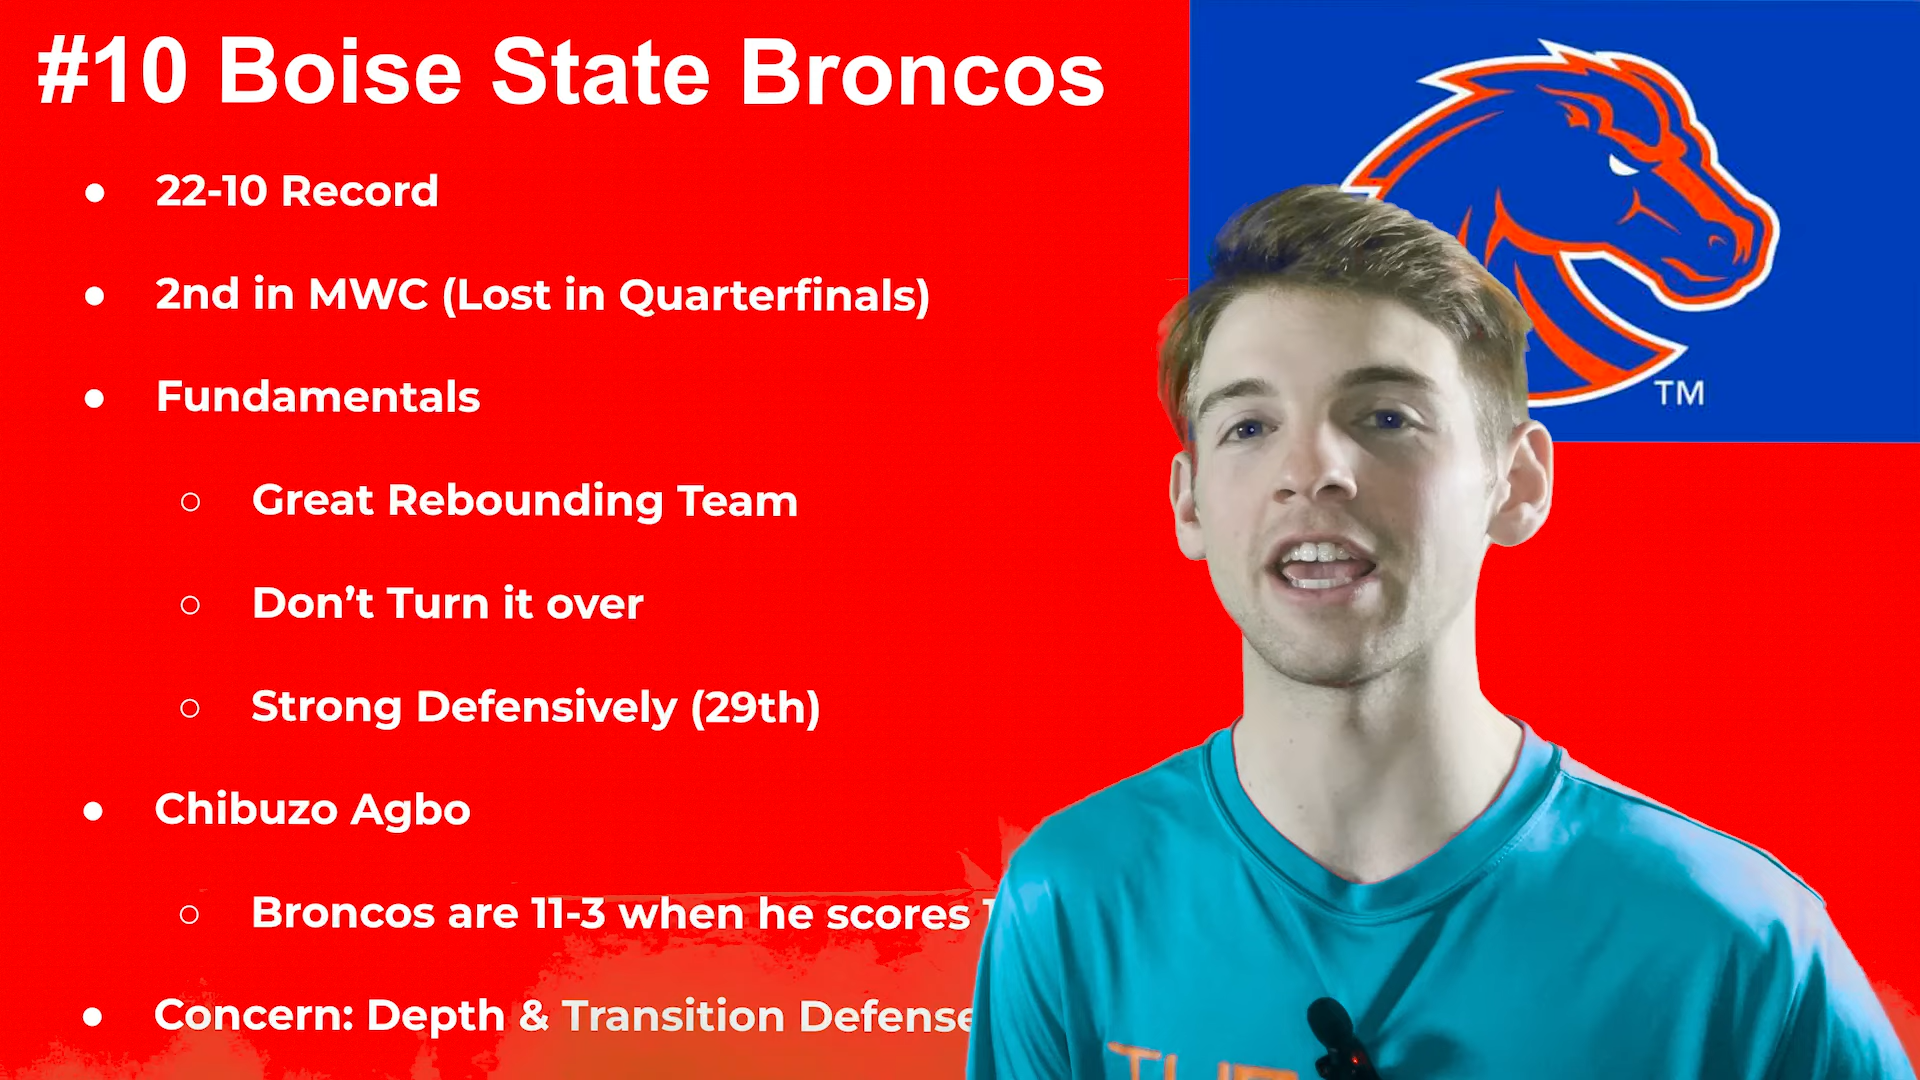 #10 Boise State Broncos
22-10 Record
2nd in MWC (Lost in Quarterfinals)
Fundamentals
Great Rebounding Team
Don't Turn it over
Strong Defensively (29th)
Chibuzo Agbo
Broncos are 11-3 when he scores
Concern: Depth & Transition Defense
TM